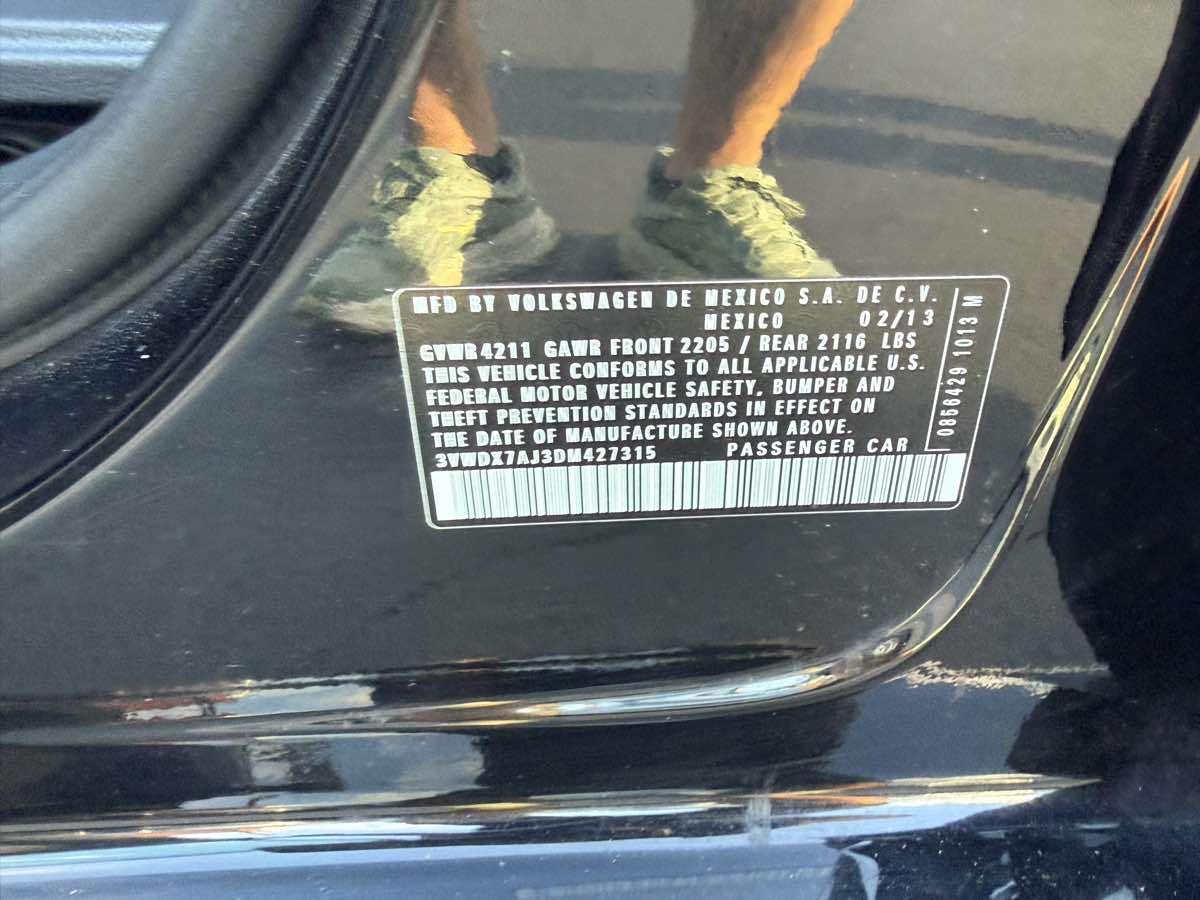 MFD BY VOLKSWAGEN DE MEXICO S.A. DE C.V.
MEXICO 02/13
GVWR 4211 GAWR FRONT 2205 / REAR 2116 LBS
THIS VEHICLE CONFORMS TO ALL APPLICABLE U.S.
FEDERAL MOTOR VEHICLE SAFETY, BUMPER AND
THEFT PREVENTION STANDARDS IN EFFECT ON
THE DATE OF MANUFACTURE SHOWN ABOVE.
3VWDX7AJ3DM427315 PASSENGER CAR
0856429 1013 M